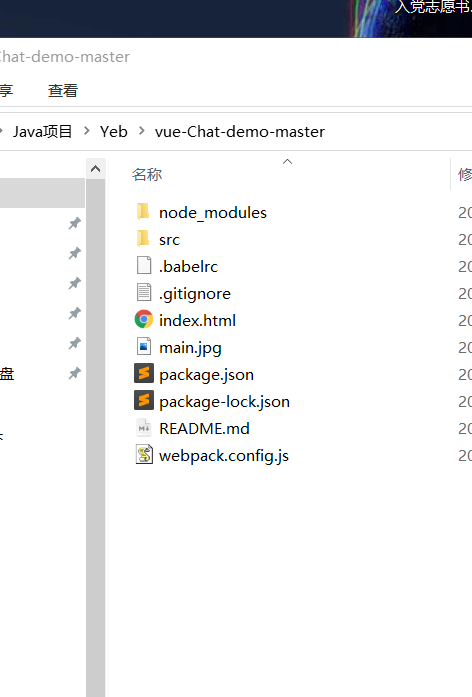 入党志愿书
Chat-demo-master
享 查看
Java项目 > Yeb > vue-Chat-demo-master
名称 修
node_modules 20
src 20
.babelrc 20
.gitignore 20
index.html 20
main.jpg 20
盘 package.json 20
package-lock.json 20
README.md 20
webpack.config.js 20